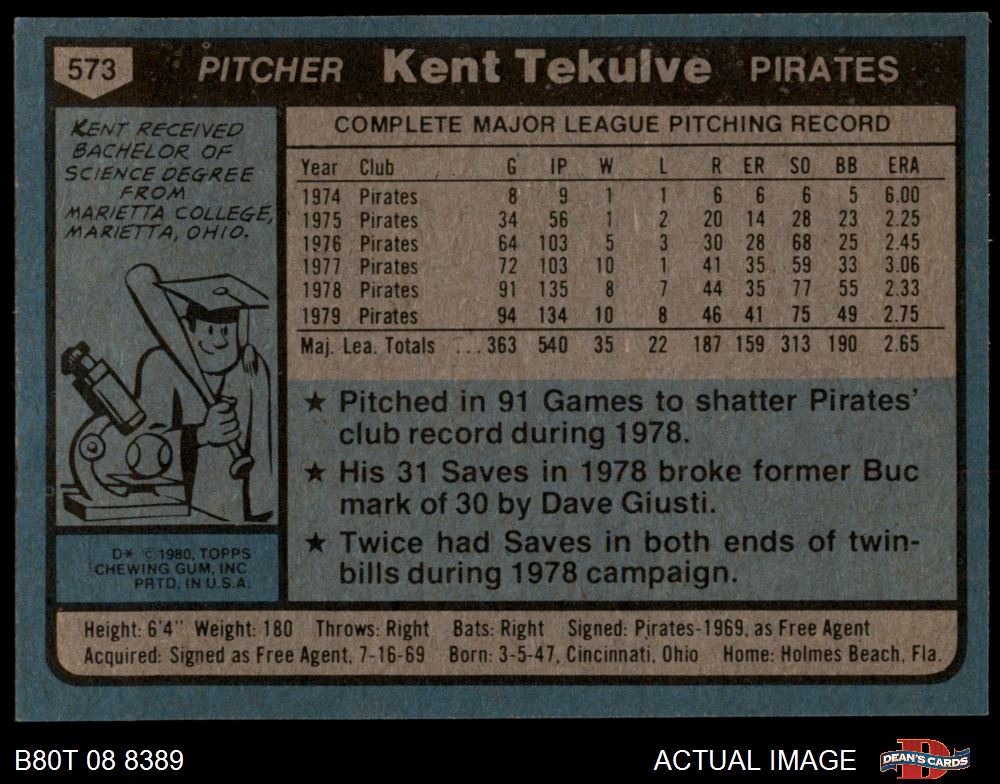 573 PITCHER Kent Tekulve PIRATES
KENT RECEIVED
BACHELOR OF
SCIENCE DEGREE
FROM
MARIETTA COLLEGE,
MARIETTA, OHIO.
D* © 1980, TOPPS
CHEWING GUM, INC.
PRTD. IN U.S.A.
COMPLETE MAJOR LEAGUE PITCHING RECORD
Year Club G IP W L R ER SO BB ERA
1974 Pirates 8 9 1 1 6 6 6 5 6.00
1975 Pirates 34 56 1 2 20 14 28 23 2.25
1976 Pirates 64 103 5 3 30 28 68 25 2.45
1977 Pirates 72 103 10 1 41 35 59 33 3.06
1978 Pirates 91 135 8 7 44 35 77 55 2.33
1979 Pirates 94 134 10 8 46 41 75 49 2.75
Maj. Lea. Totals ...363 540 35 22 187 159 313 190 2.65
★ Pitched in 91 Games to shatter Pirates'
club record during 1978.
★ His 31 Saves in 1978 broke former Buc
mark of 30 by Dave Giusti.
★ Twice had Saves in both ends of twin-
bills during 1978 campaign.
Height: 6'4" Weight: 180 Throws: Right Bats: Right Signed: Pirates-1969, as Free Agent
Acquired: Signed as Free Agent, 7-16-69 Born: 3-5-47, Cincinnati, Ohio Home: Holmes Beach, Fla.
B80T 08 8389 ACTUAL IMAGE D DEAN'S CARDS